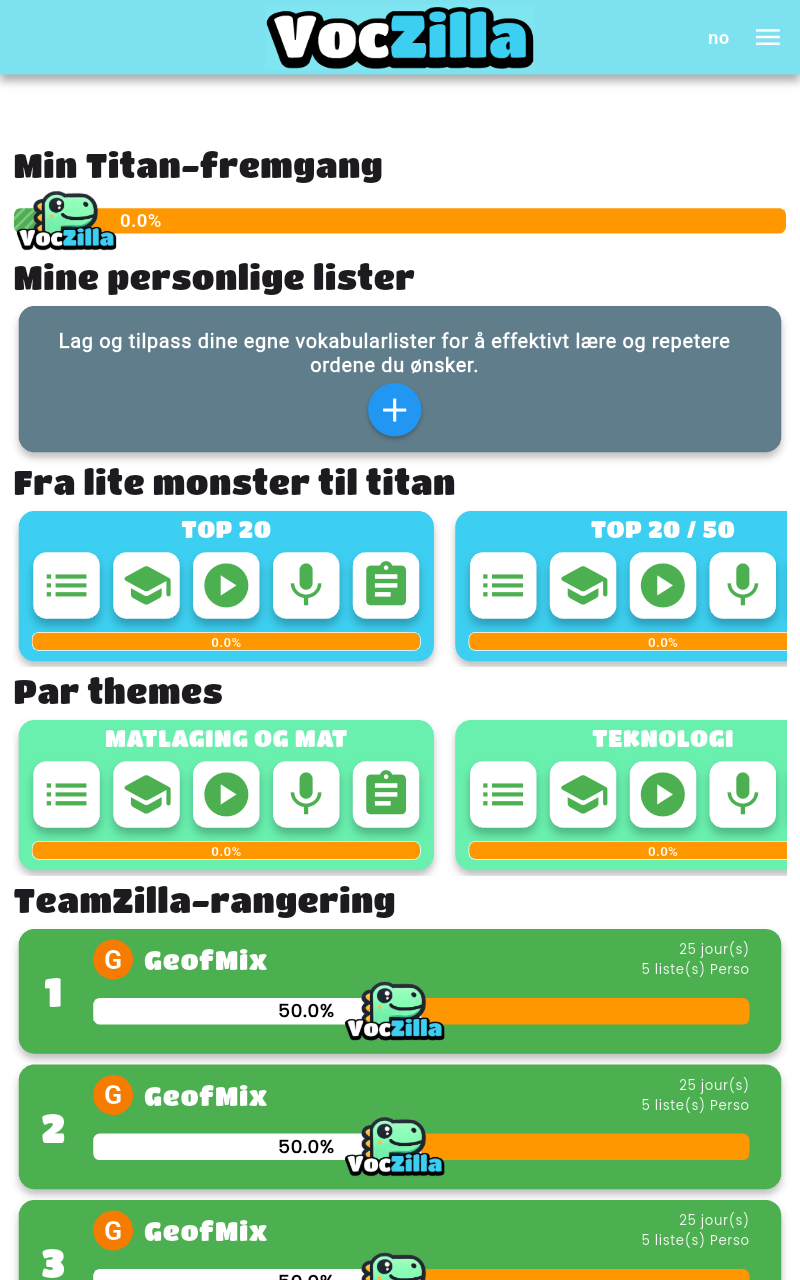 VocZilla
no
Min Titan-fremgang
VocZilla
0.0%
Mine personlige lister
Lag og tilpass dine egne vokabularlister for å effektivt lære og repetere
ordene du ønsker.
Fra lite monster til titan
TOP 20
TOP 20 / 50
0.0%
0.0%
Par themes
MATLAGING OG MAT
TEKNOLOGI
0.0%
0.0%
TeamZilla-rangering
1
G
GeofMix
25 jour(s)
5 liste(s) Perso
50.0%
VocZilla
2
G
GeofMix
25 jour(s)
5 liste(s) Perso
50.0%
VocZilla
3
G
GeofMix
25 jour(s)
5 liste(s) Perso
50.0%